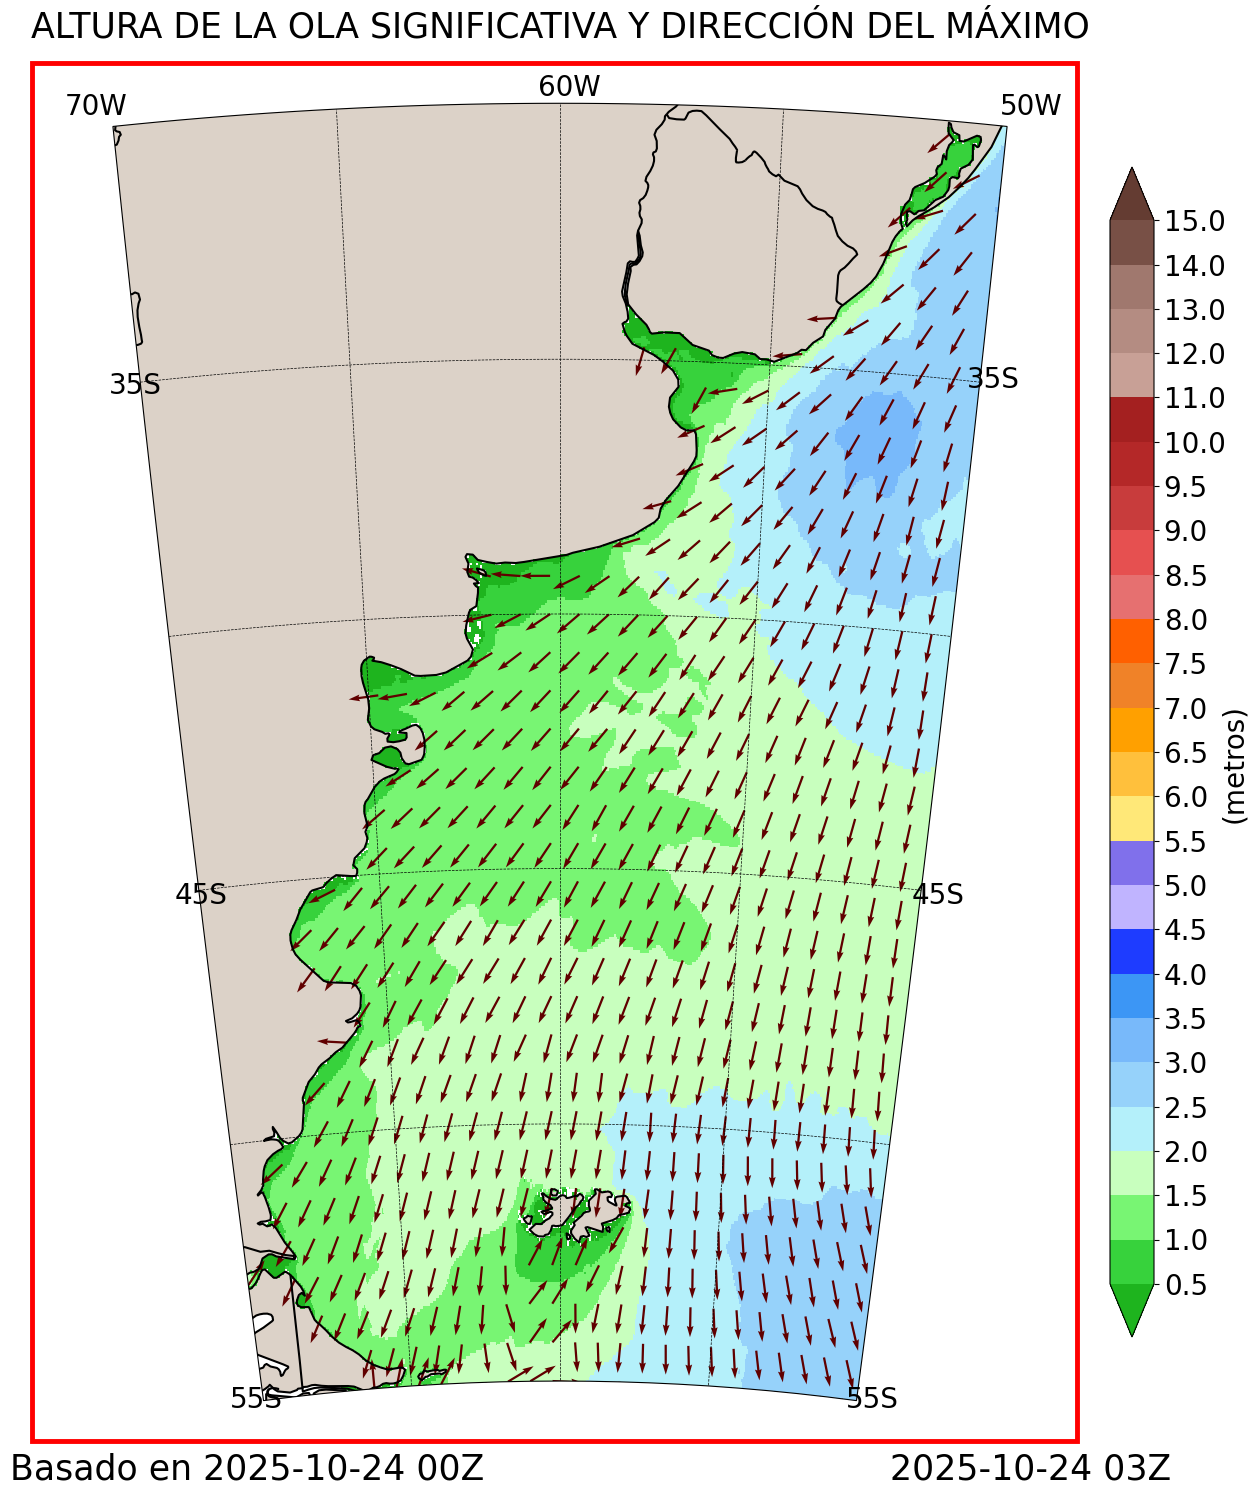 ALTURA DE LA OLA SIGNIFICATIVA Y DIRECCIÓN DEL MÁXIMO
70W
60W
50W
35S
35S
45S
45S
55S
55S
15.0
14.0
13.0
12.0
11.0
10.0
9.5
9.0
8.5
8.0
7.5
7.0
6.5
6.0
5.5
5.0
4.5
4.0
3.5
3.0
2.5
2.0
1.5
1.0
0.5
(metros)
Basado en 2025-10-24 00Z
2025-10-24 03Z